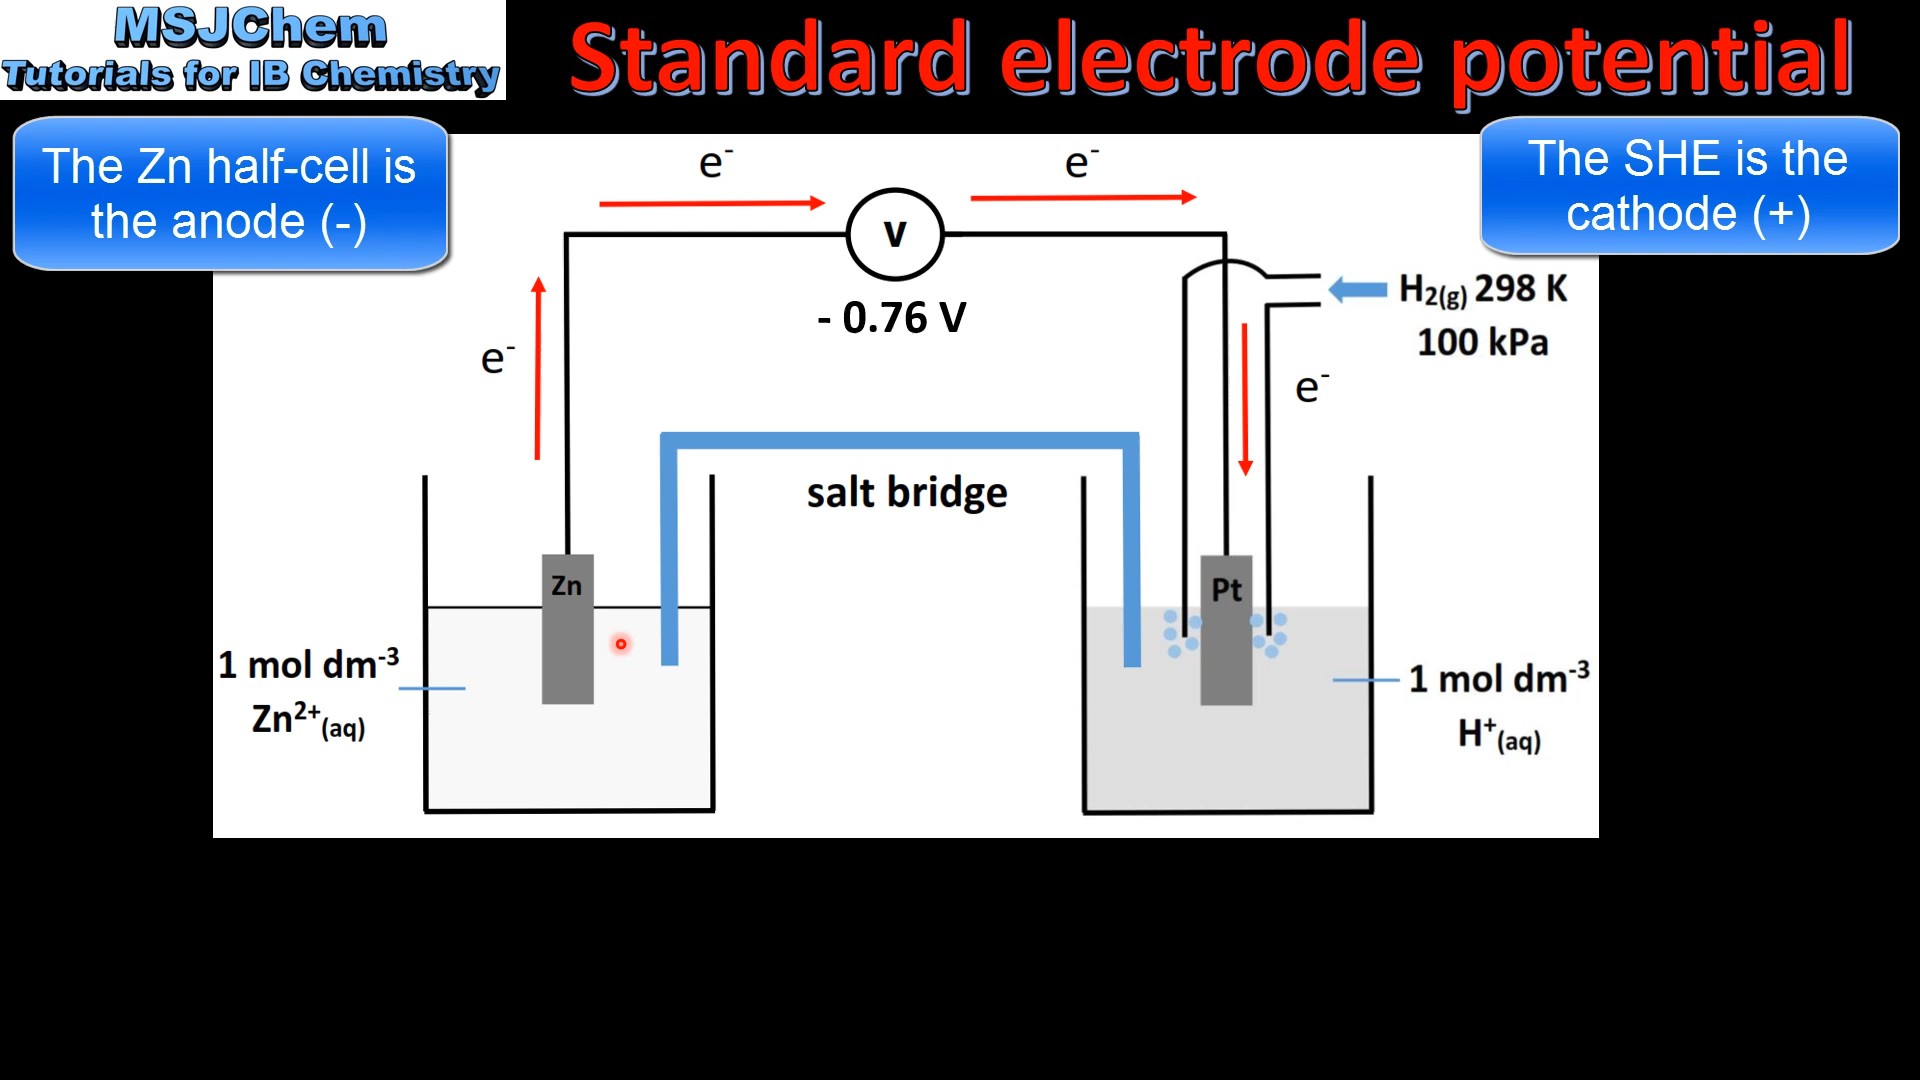 MSJChem
Tutorials for IB Chemistry
Standard electrode potential
The Zn half-cell is
the anode (-)
The SHE is the
cathode (+)
e⁻
e⁻
V
- 0.76 V
H₂(g) 298 K
100 kPa
e⁻
e⁻
salt bridge
Zn
Pt
1 mol dm⁻³
Zn²⁺(aq)
1 mol dm⁻³
H⁺(aq)